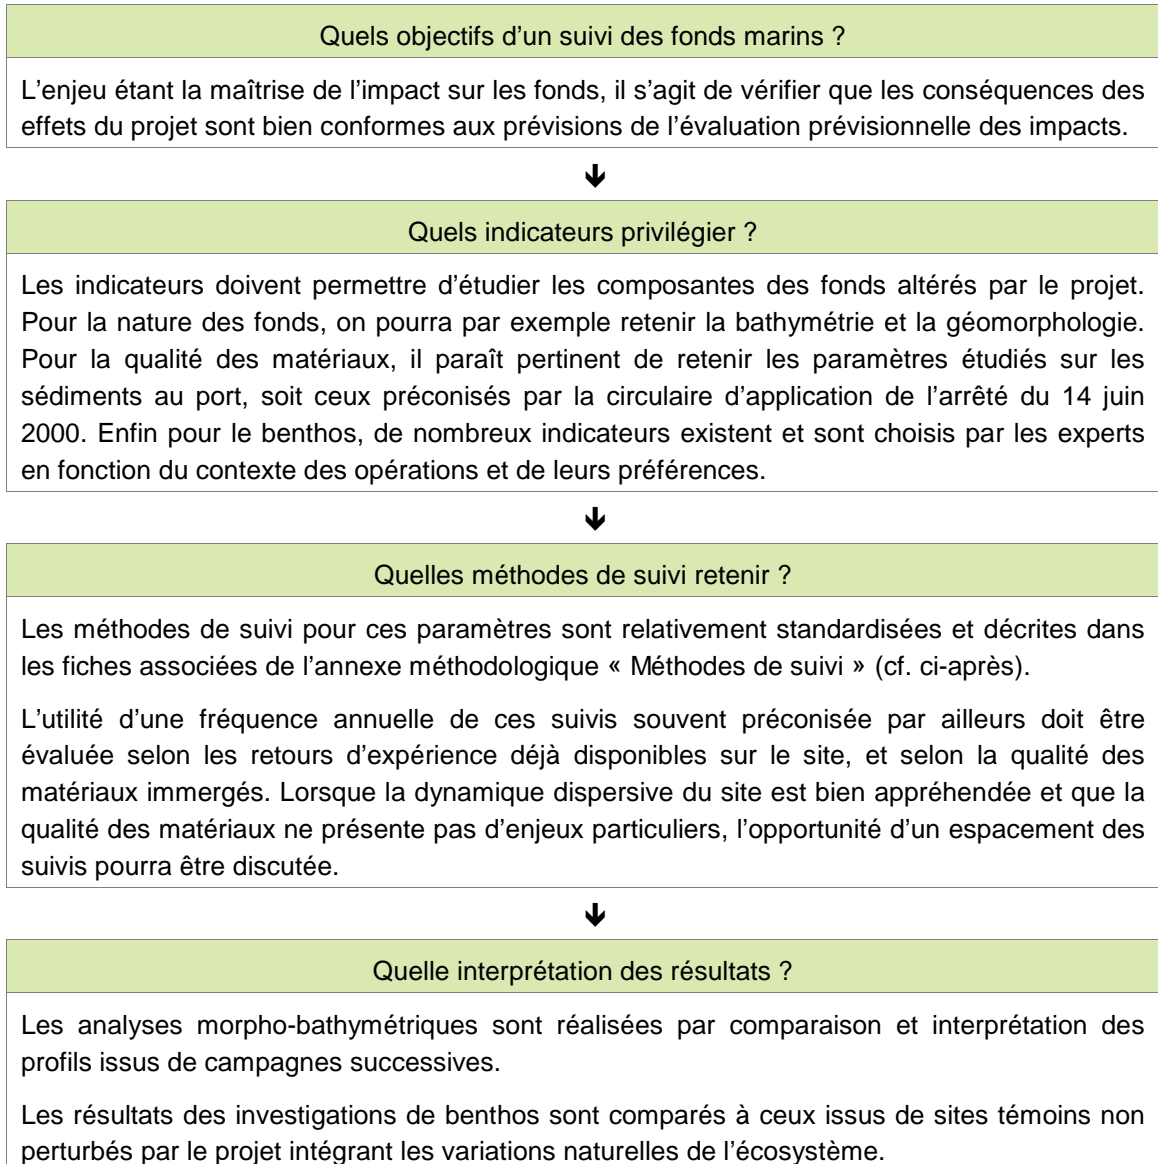 Quels objectifs d'un suivi des fonds marins ?
L'enjeu étant la maîtrise de l'impact sur les fonds, il s'agit de vérifier que les conséquences des
effets du projet sont bien conformes aux prévisions de l'évaluation prévisionnelle des impacts.
Quels indicateurs privilégier ?
Les indicateurs doivent permettre d'étudier les composantes des fonds altérés par le projet.
Pour la nature des fonds, on pourra par exemple retenir la bathymétrie et la géomorphologie.
Pour la qualité des matériaux, il paraît pertinent de retenir les paramètres étudiés sur les
sédiments au port, soit ceux préconisés par la circulaire d'application de l'arrêté du 14 juin
2000. Enfin pour le benthos, de nombreux indicateurs existent et sont choisis par les experts
en fonction du contexte des opérations et de leurs préférences.
Quelles méthodes de suivi retenir ?
Les méthodes de suivi pour ces paramètres sont relativement standardisées et décrites dans
les fiches associées de l'annexe méthodologique « Méthodes de suivi » (cf. ci-après).
L'utilité d'une fréquence annuelle de ces suivis souvent préconisée par ailleurs doit être
évaluée selon les retours d'expérience déjà disponibles sur le site, et selon la qualité des
matériaux immergés. Lorsque la dynamique dispersive du site est bien appréhendée et que la
qualité des matériaux ne présente pas d'enjeux particuliers, l'opportunité d'un espacement des
suivis pourra être discutée.
Quelle interprétation des résultats ?
Les analyses morpho-bathymétriques sont réalisées par comparaison et interprétation des
profils issus de campagnes successives.
Les résultats des investigations de benthos sont comparés à ceux issus de sites témoins non
perturbés par le projet intégrant les variations naturelles de l'écosystème.